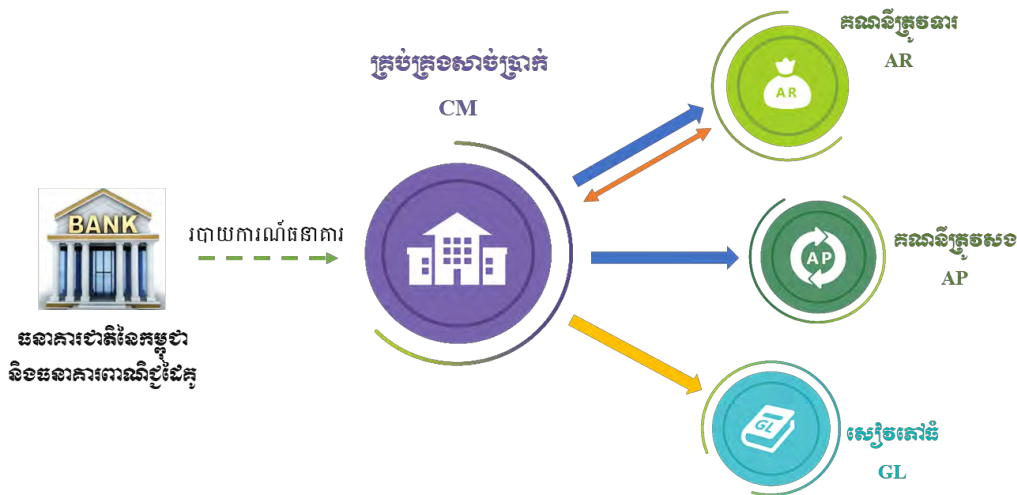 គណនីត្រូវទារ
AR
AR
គ្រប់គ្រងសាច់ប្រាក់
CM
BANK
របាយការណ៍ធនាគារ
គណនីត្រូវសង
AP
AP
ធនាគារជាតិនៃកម្ពុជា
និងធនាគារពាណិជ្ជដៃគូ
GL
សៀវភៅធំ
GL